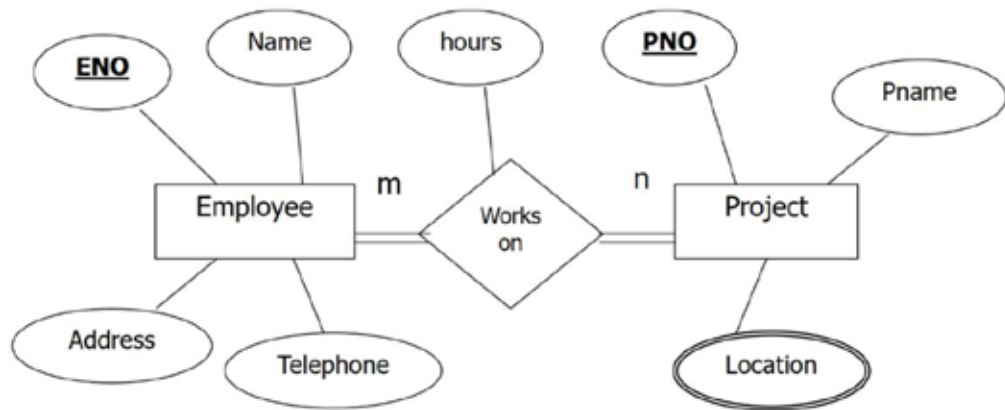 ENO
Name
hours
PNO
Pname
Employee
m
Works
on
n
Project
Address
Telephone
Location